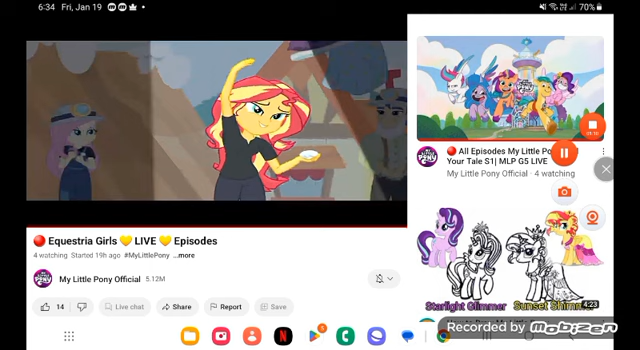 6:34 Fri, Jan 19
70%
🔴 Equestria Girls 💛 LIVE 💛 Episodes
4 watching Started 19h ago #MyLittlePony ...more
My Little Pony Official 5.12M
14
Live chat
Share
Report
Save
🔴 All Episodes My Little Po
Your Tale S1| MLP G5 LIVE
My Little Pony Official · 4 watching
Starlight Glimmer
Sunset Shimm
4:23
Recorded by Mobizen